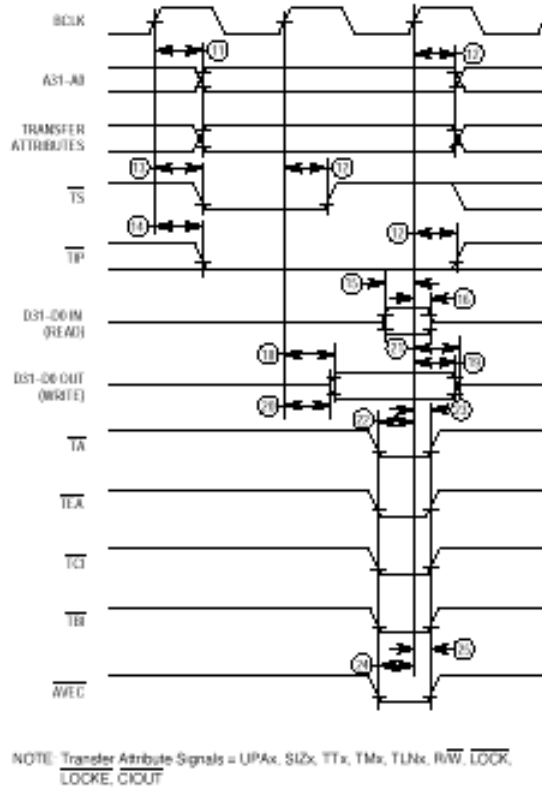 BCLK
11
12
A31-A0
TRANSFER
ATTRIBUTES
13
12
TS
14
12
TIP
15
16
D31-D0 IN
(READ)
21
18
19
D31-D0 OUT
(WRITE)
20
23
22
TA
TEA
TCI
TBI
25
24
AVEC
NOTE: Transfer Attribute Signals = UPAx, SIZx, TTx, TMx, TLNx, R/W, LOCK,
LOCKE, CIOUT